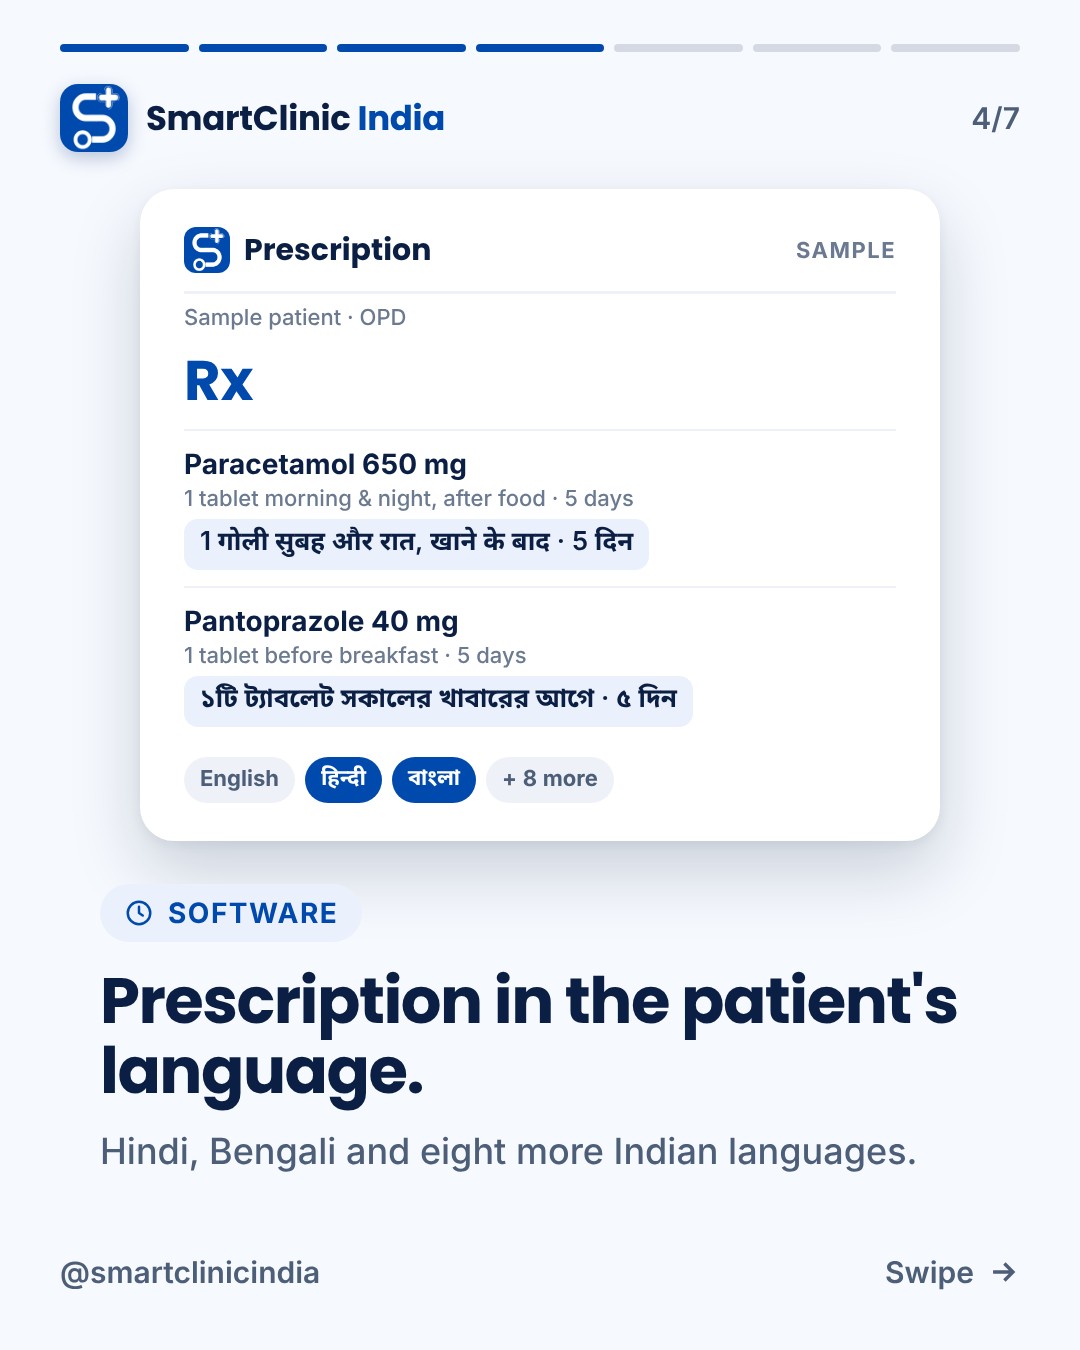 SmartClinic India
4/7
Prescription
SAMPLE
Sample patient · OPD
Rx
Paracetamol 650 mg
1 tablet morning & night, after food · 5 days
1 गोली सुबह और रात, खाने के बाद · 5 दिन
Pantoprazole 40 mg
1 tablet before breakfast · 5 days
১টি ট্যাবলেট সকালের খাবারের আগে · ৫ দিন
English हिन्दी বাংলা + 8 more
SOFTWARE
Prescription in the patient's
language.
Hindi, Bengali and eight more Indian languages.
@smartclinicindia
Swipe →